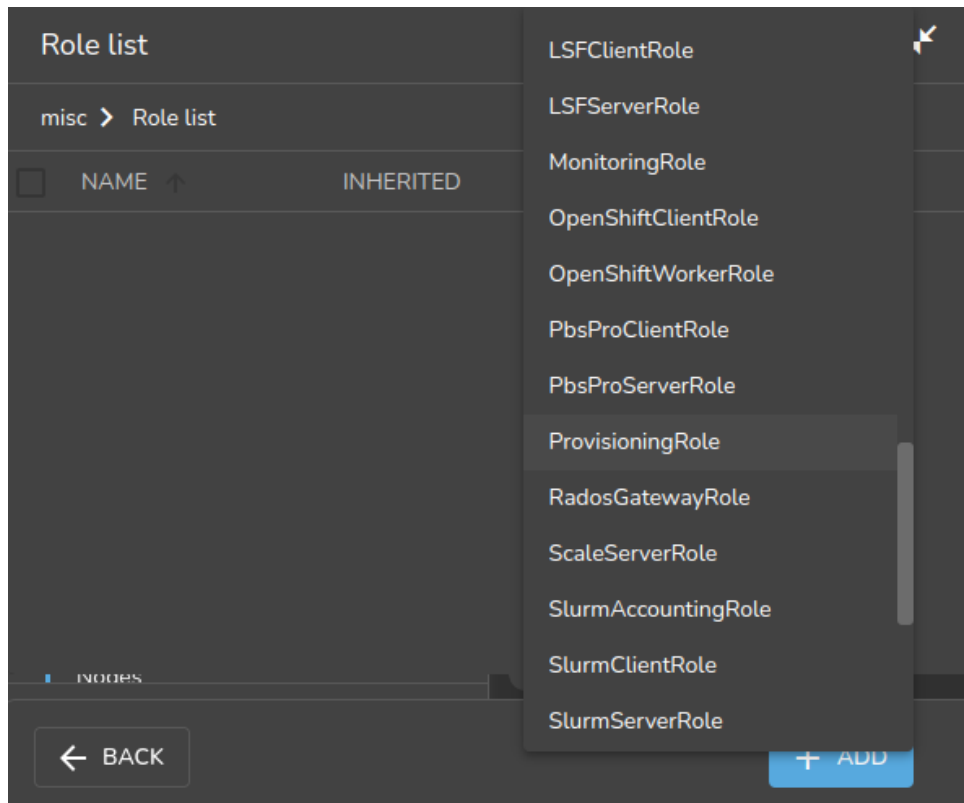 Role list
misc Role list
NAME INHERITED
LSFClientRole
LSFServerRole
MonitoringRole
OpenShiftClientRole
OpenShiftWorkerRole
PbsProClientRole
PbsProServerRole
ProvisioningRole
RadosGatewayRole
ScaleServerRole
SlurmAccountingRole
SlurmClientRole
SlurmServerRole
Nodes
BACK
+ ADD